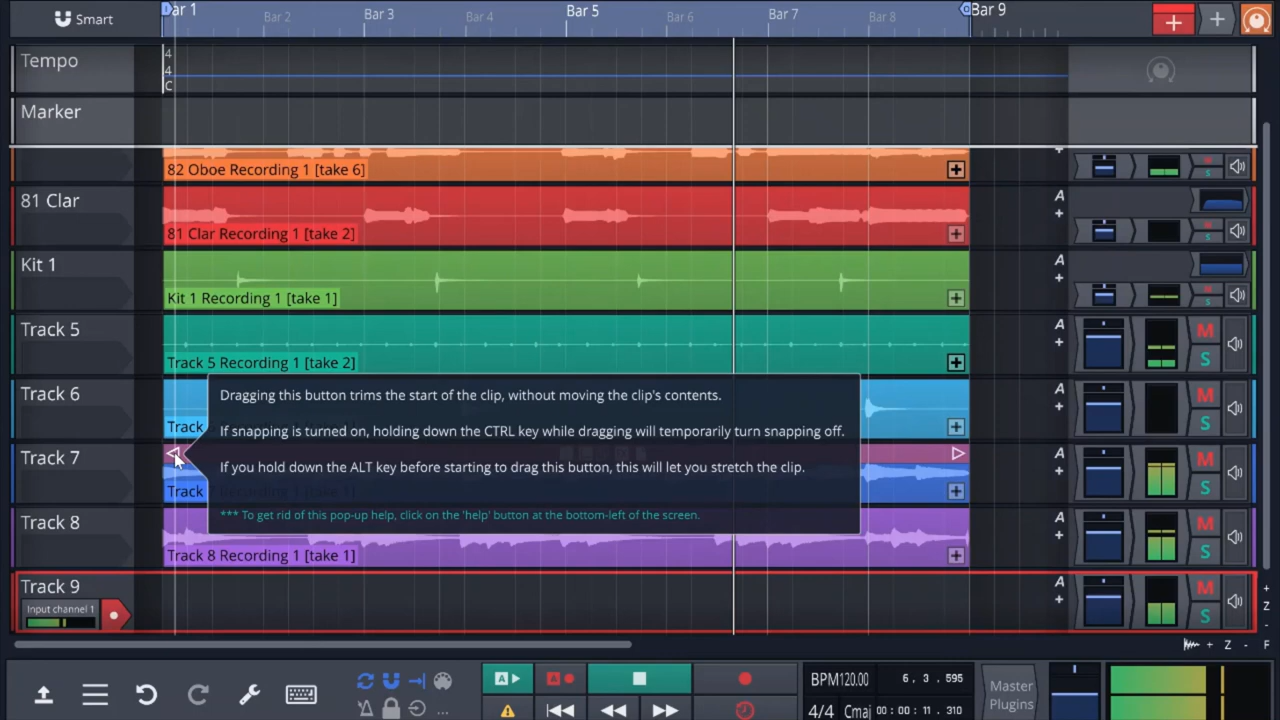 Smart
ar 1
Bar 2
Bar 3
Bar 4
Bar 5
Bar 6
Bar 7
Bar 8
Bar 9
Tempo
4
4
C
Marker
82 Oboe Recording 1 [take 6]
S
81 Clar
A
81 Clar Recording 1 [take 2]
S
Kit 1
A
Kit 1 Recording 1 [take 1]
S
Track 5
A
M
Track 5 Recording 1 [take 2]
S
Track 6
A
M
Track
S
Dragging this button trims the start of the clip, without moving the clip's contents.
If snapping is turned on, holding down the CTRL key while dragging will temporarily turn snapping off.
If you hold down the ALT key before starting to drag this button, this will let you stretch the clip.
*** To get rid of this pop-up help, click on the 'help' button at the bottom-left of the screen.
Track 7
A
M
Track
S
Track 8
A
M
Track 8 Recording 1 [take 1]
S
Track 9
A
M
Input channel 1
S
Z
+ Z - F
A
A
BPM120.00
6, 3, 595
4/4 Cmaj
00 : 00 : 11 . 310
Master
Plugins